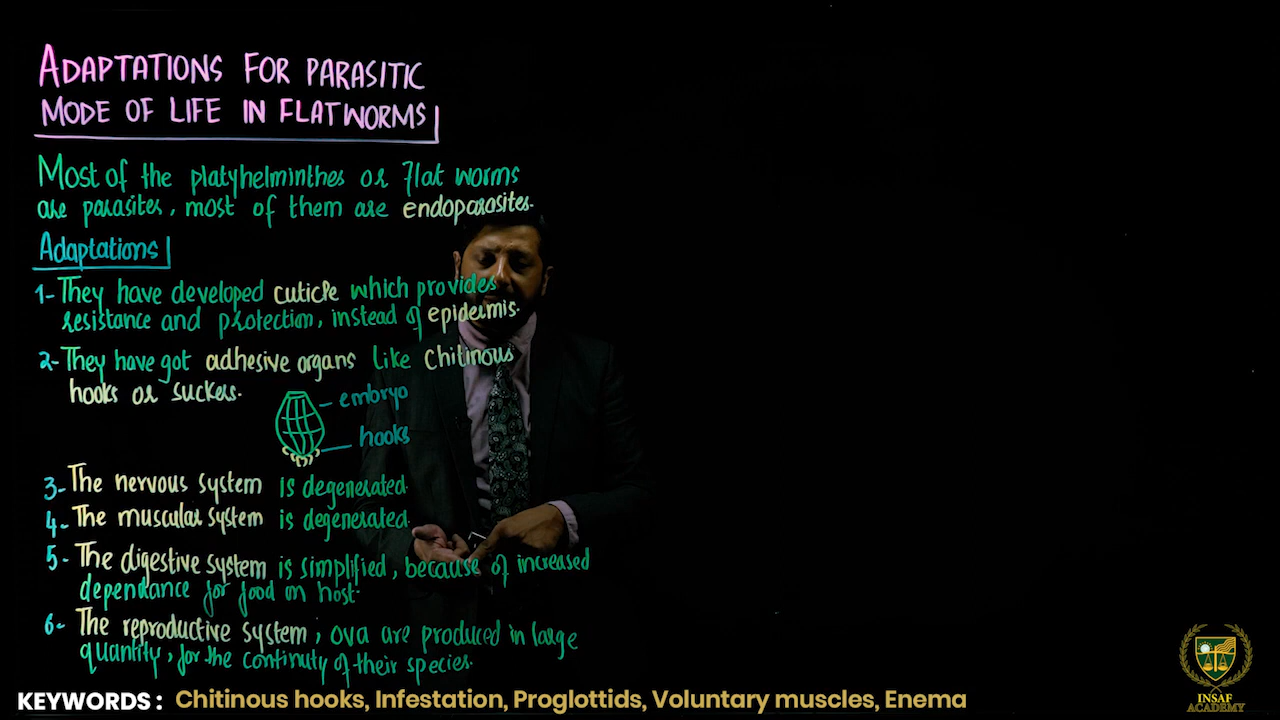 ADAPTATIONS FOR PARASITIC
MODE OF LIFE IN FLATWORMS
Most of the platyhelminthes or flat worms
are parasites, most of them are endoparasites.
Adaptations
1- They have developed cuticle which provides
resistance and protection, instead of epidermis.
2- They have got adhesive organs like chitinous
hooks or suckers.
embryo
hooks
3- The nervous system is degenerated.
4- The muscular system is degenerated.
5- The digestive system is simplified, because of increased
dependance for food on host.
6- The reproductive system; ova are produced in large
quantity, for the continuity of their species.
KEYWORDS : Chitinous hooks, Infestation, Proglottids, Voluntary muscles, Enema
INSAF
ACADEMY